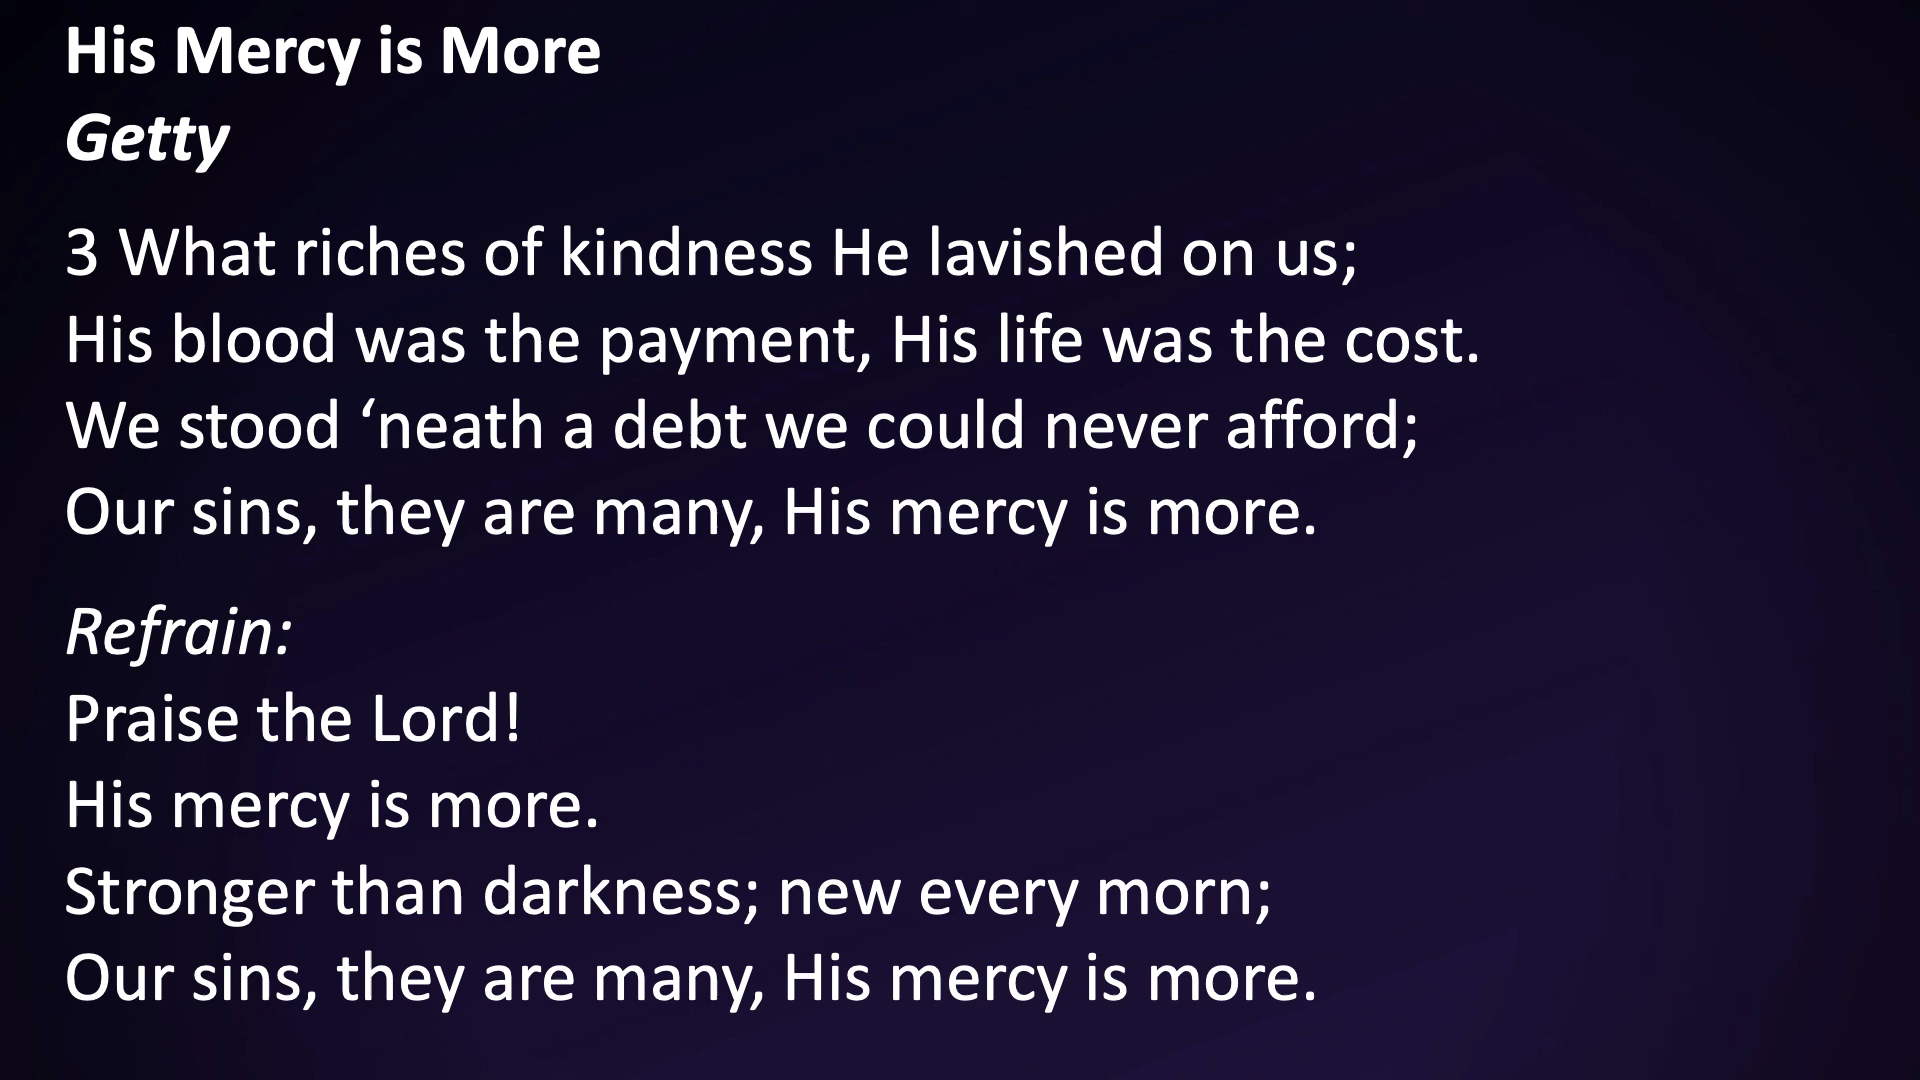 His Mercy is More
Getty
3 What riches of kindness He lavished on us;
His blood was the payment, His life was the cost.
We stood ‘neath a debt we could never afford;
Our sins, they are many, His mercy is more.
Refrain:
Praise the Lord!
His mercy is more.
Stronger than darkness; new every morn;
Our sins, they are many, His mercy is more.